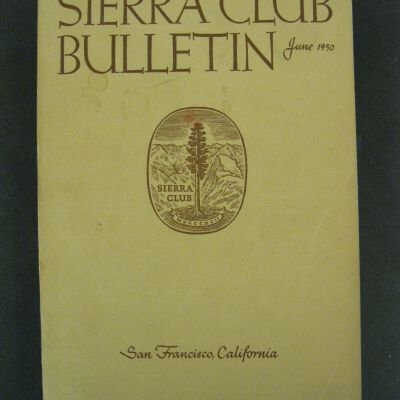 SIERRA CLUB
BULLETIN June 1950
SIERRA
CLUB
San Francisco, California